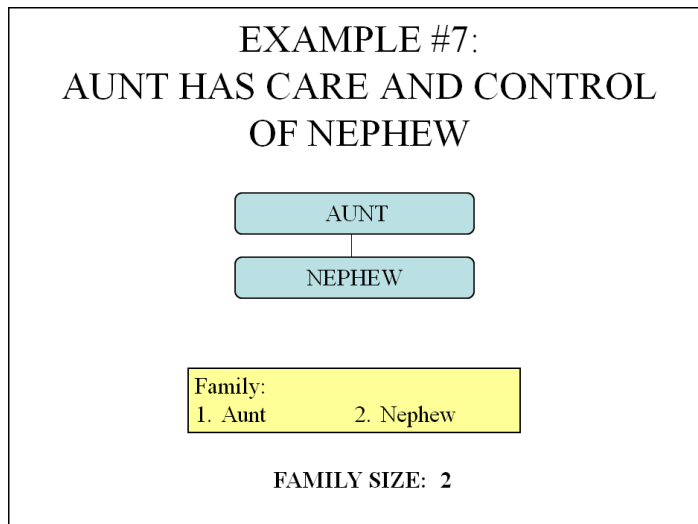 EXAMPLE #7:
AUNT HAS CARE AND CONTROL
OF NEPHEW
AUNT
NEPHEW
Family:
1. Aunt 2. Nephew
FAMILY SIZE: 2